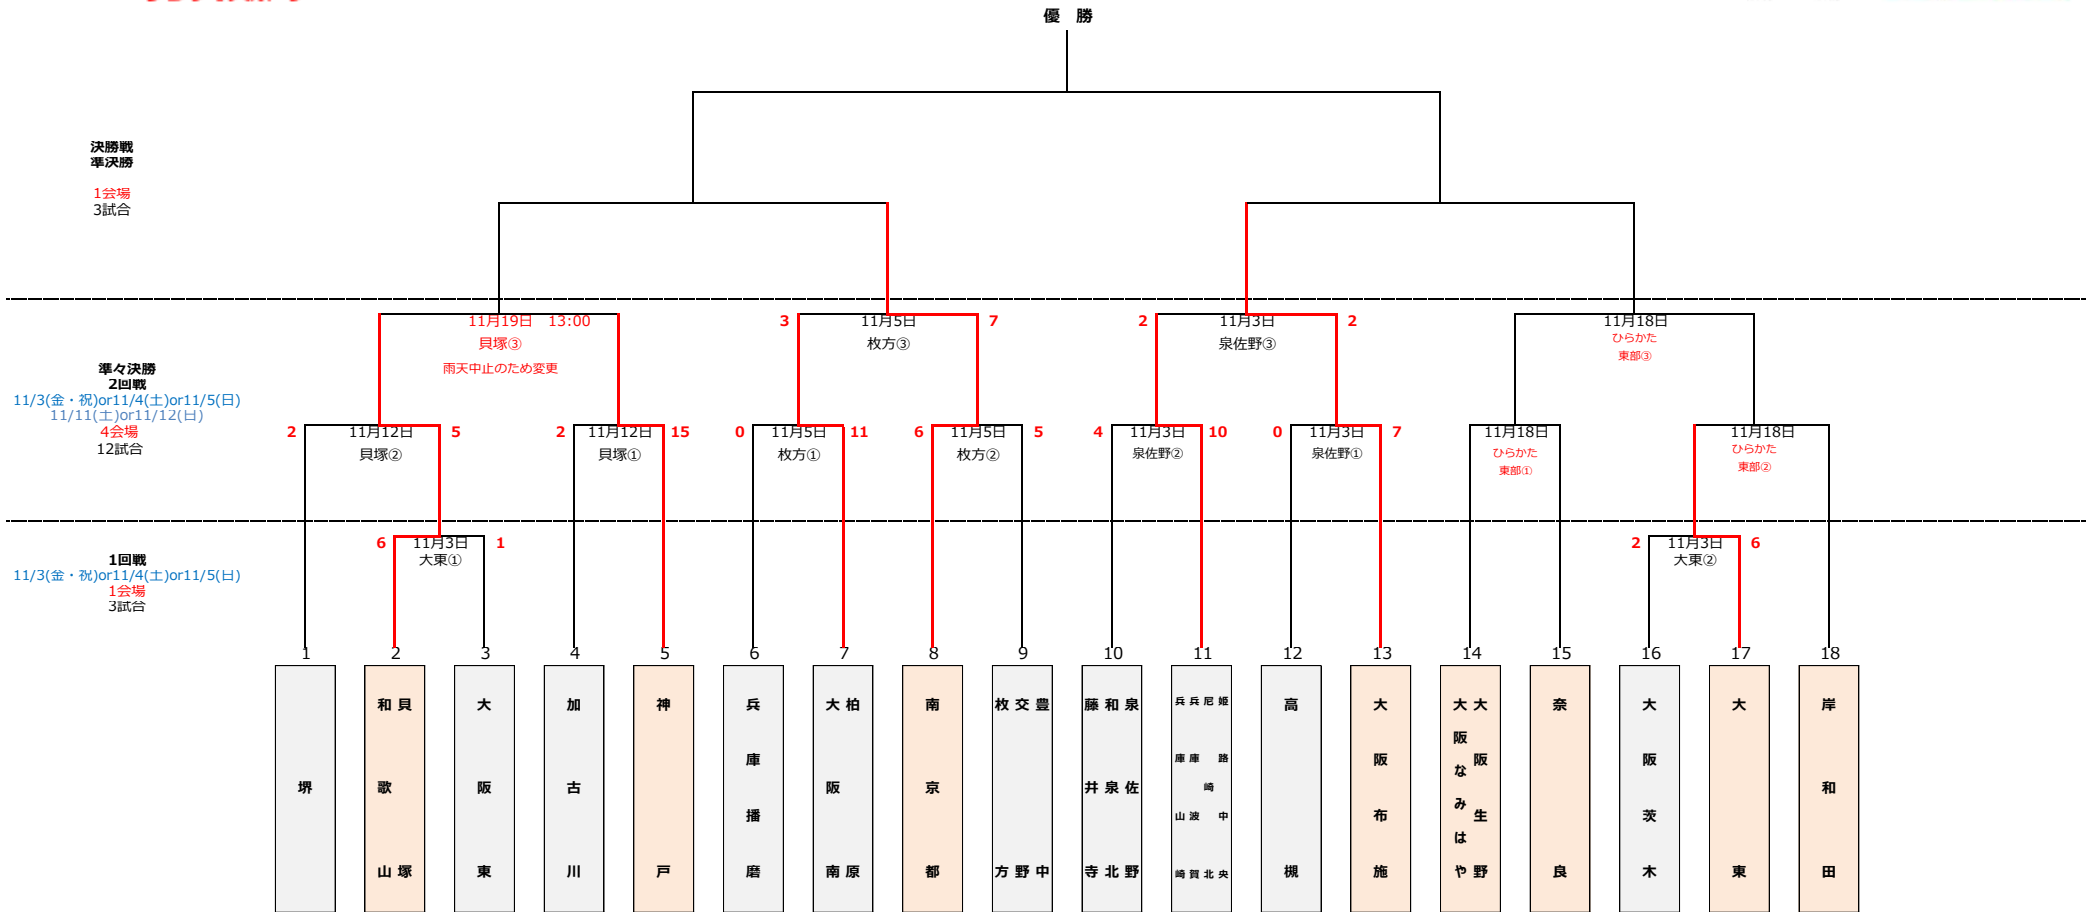 優 勝
決勝戦
準決勝
1会場
3試合
3
7
2
2
11月19日 13:00
貝塚③
雨天中止のため変更
11月5日
枚方③
11月3日
泉佐野③
11月18日
ひらかた
東部③
準々決勝
2回戦
11/3(金・祝)or11/4(土)or11/5(日)
11/11(土)or11/12(日)
4会場
12試合
2 11月12日 5
貝塚②
2 11月12日 15
貝塚①
0 11月5日 11
枚方①
6 11月5日 5
枚方②
4 11月3日 10
泉佐野②
0 11月3日 7
泉佐野①
11月18日
ひらかた
東部①
11月18日
ひらかた
東部②
1回戦
11/3(金・祝)or11/4(土)or11/5(日)
1会場
3試合
6 11月3日 1
大東①
2 11月3日 6
大東②
1 2 3 4 5 6 7 8 9 10 11 12 13 14 15 16 17 18
堺
貝塚
和歌山
大阪東
加古川
神戸
兵庫播磨
柏原
大阪南
南京都
豊中
交野
枚方
泉佐野
和泉北
藤井寺
姫路中央
尼崎北
兵庫波賀
兵庫山崎
高槻
大阪布施
大阪生野
大阪なみはや
奈良
大阪茨木
大東
岸和田